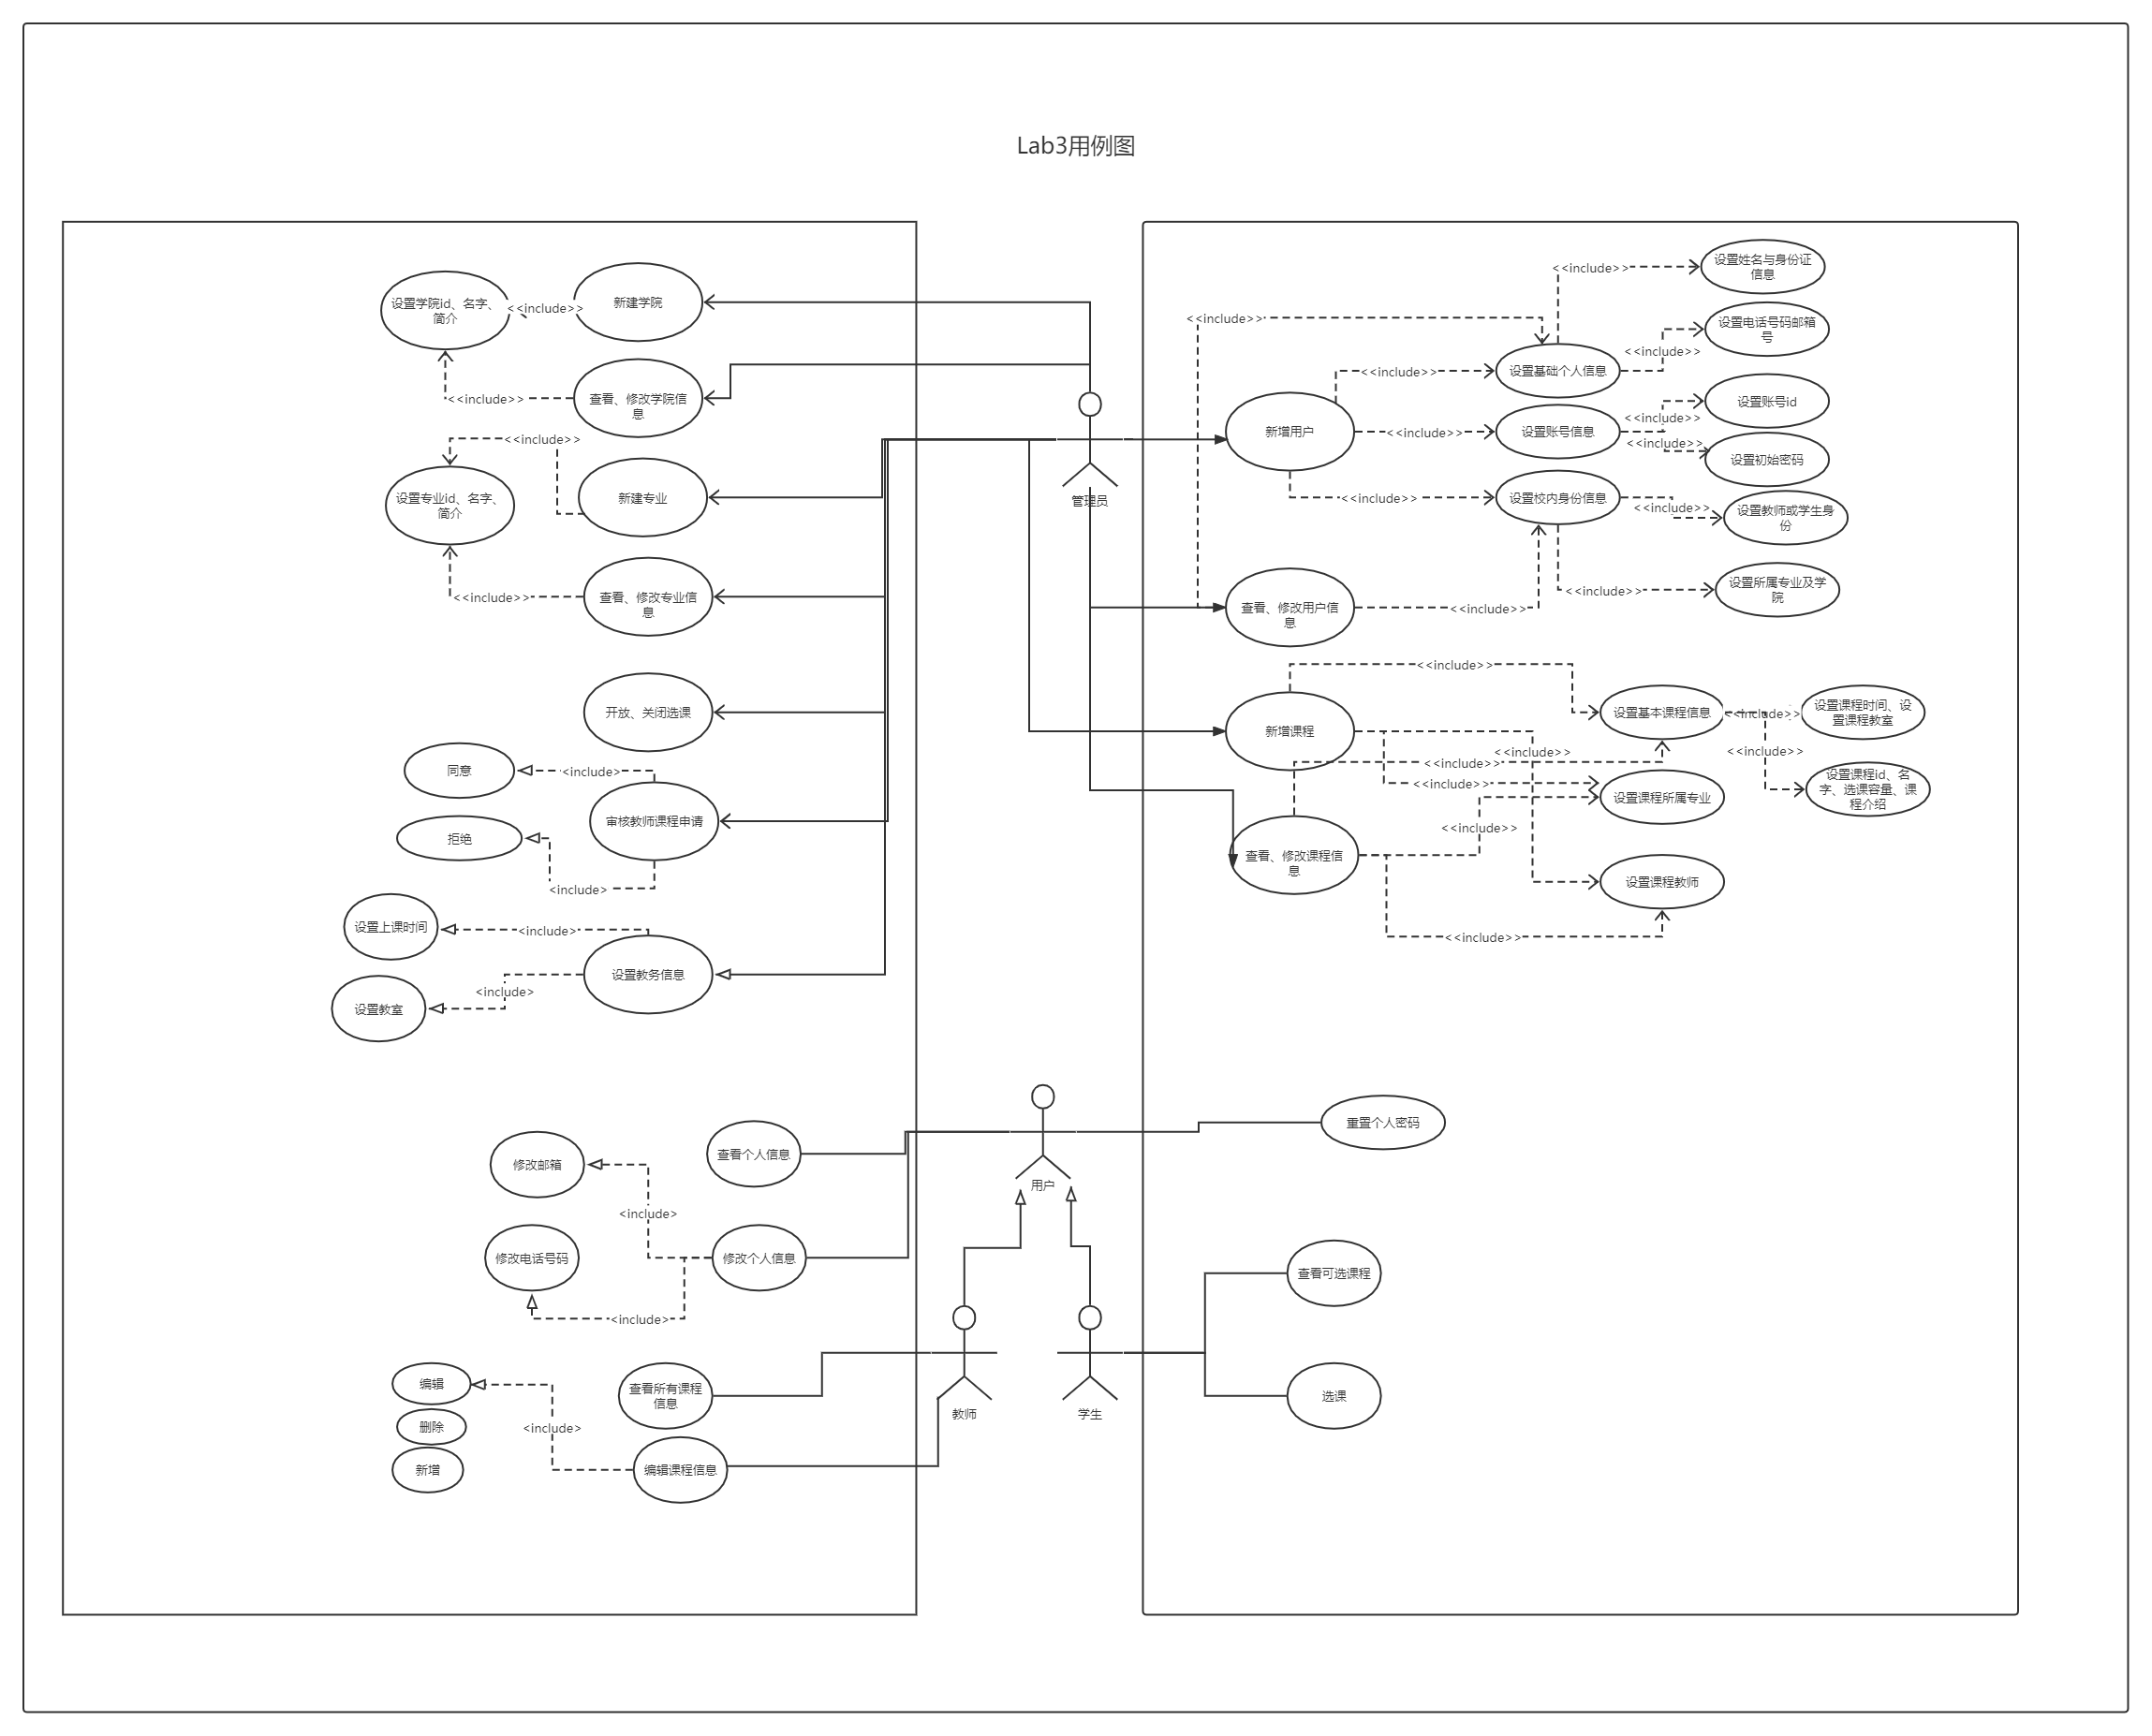 Lab3用例图
设置学院id、名字、
简介
<<include>>
新建学院
<<include>>
查看、修改学院信
息
<<include>>
设置专业id、名字、
简介
新建专业
<<include>>
查看、修改专业信
息
开放、关闭选课
同意
<include>
审核教师课程申请
拒绝
<include>
设置上课时间
<include>
设置教务信息
<include>
设置教室
管理员
<<include>>
设置姓名与身份证
信息
<<include>>
设置电话号码邮箱
号
<<include>>
<<include>>
设置基础个人信息
设置账号id
<<include>>
新增用户
<<include>>
设置账号信息
<<include>>
设置初始密码
<<include>>
设置校内身份信息
<<include>>
设置教师或学生身
份
<<include>>
设置所属专业及学
院
查看、修改用户信
息
<<include>>
<<include>>
新增课程
设置基本课程信息
<<include>>
设置课程时间、设
置课程教室
<<include>>
<<include>>
<<include>>
<<include>>
设置课程id、名
字、选课容量、课
程介绍
设置课程所属专业
<<include>>
查看、修改课程信
息
设置课程教师
<<include>>
用户
重置个人密码
查看个人信息
修改邮箱
<include>
修改电话号码
修改个人信息
<include>
查看可选课程
编辑
查看所有课程
信息
选课
教师
学生
删除
<include>
新增
编辑课程信息